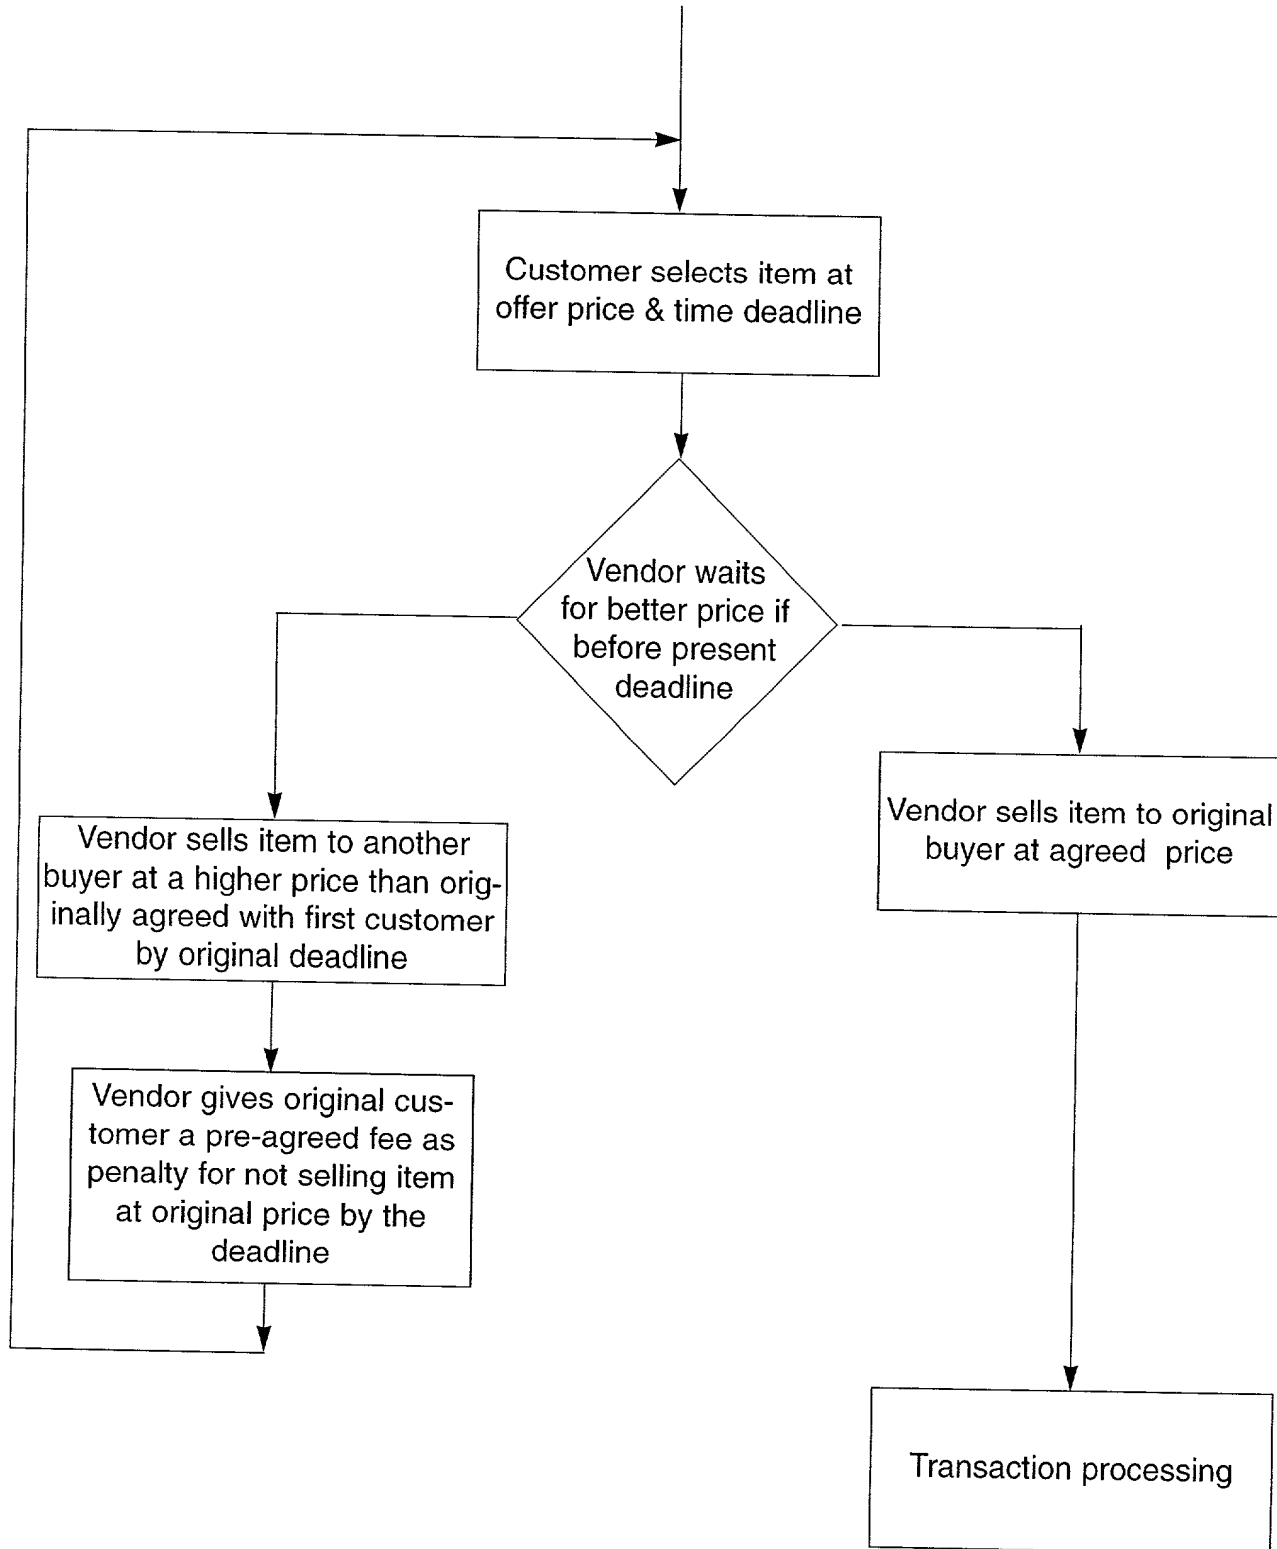 Customer selects item at
offer price & time deadline
Vendor waits
for better price if
before present
deadline
Vendor sells item to another
buyer at a higher price than orig-
inally agreed with first customer
by original deadline
Vendor sells item to original
buyer at agreed price
Vendor gives original cus-
tomer a pre-agreed fee as
penalty for not selling item
at original price by the
deadline
Transaction processing